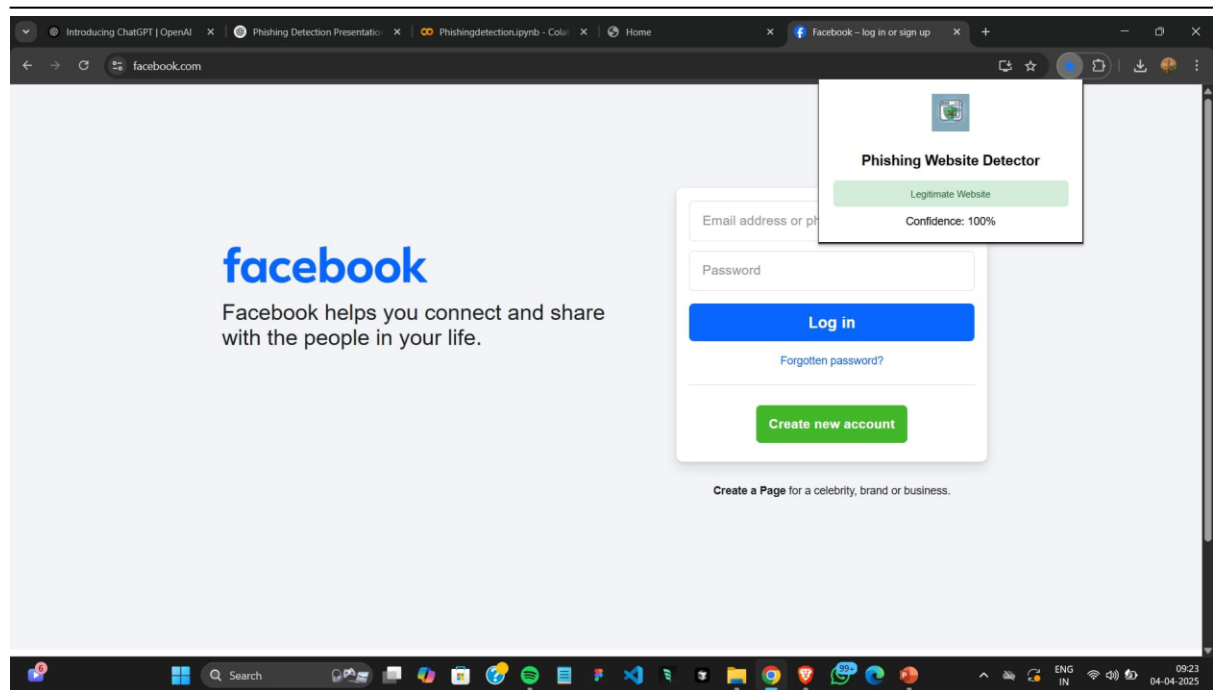 Introducing ChatGPT | OpenAI
Phishing Detection Presentatio
Phishingdetection.ipynb - Colal
Home
Facebook – log in or sign up
facebook.com
Phishing Website Detector
Legitimate Website
Confidence: 100%
Email address or ph
facebook
Password
Facebook helps you connect and share
with the people in your life.
Log in
Forgotten password?
Create new account
Create a Page for a celebrity, brand or business.
6
Search
99+
ENG
IN
09:23
04-04-2025